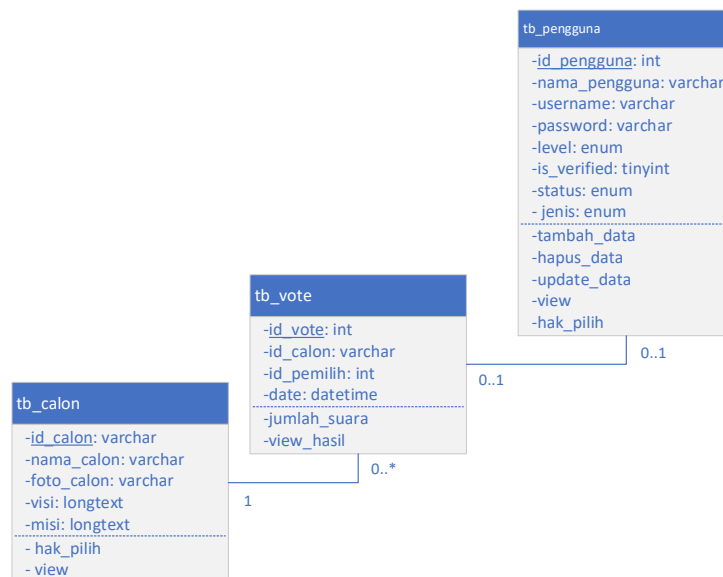 tb_pengguna
-id_pengguna: int
-nama_pengguna: varchar
-username: varchar
-password: varchar
-level: enum
-is_verified: tinyint
-status: enum
- jenis: enum
-tambah_data
-hapus_data
-update_data
-view
-hak_pilih
0..1
0..1
tb_vote
-id_vote: int
-id_calon: varchar
-id_pemilih: int
-date: datetime
-jumlah_suara
-view_hasil
0..*
1
tb_calon
-id_calon: varchar
-nama_calon: varchar
-foto_calon: varchar
-visi: longtext
-misi: longtext
- hak_pilih
- view